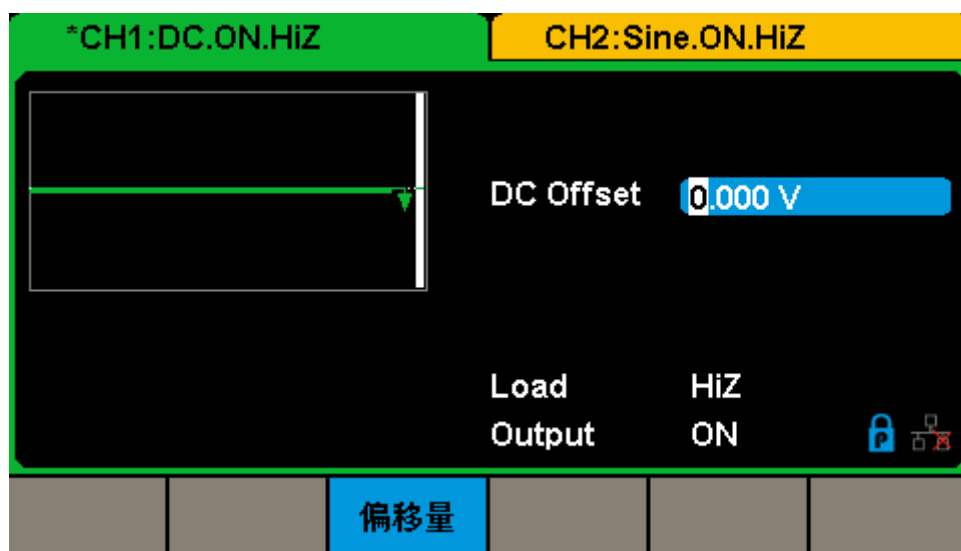 *CH1:DC.ON.HiZ
CH2:Sine.ON.HiZ
DC Offset 0.000 V
Load HiZ
Output ON
偏移量